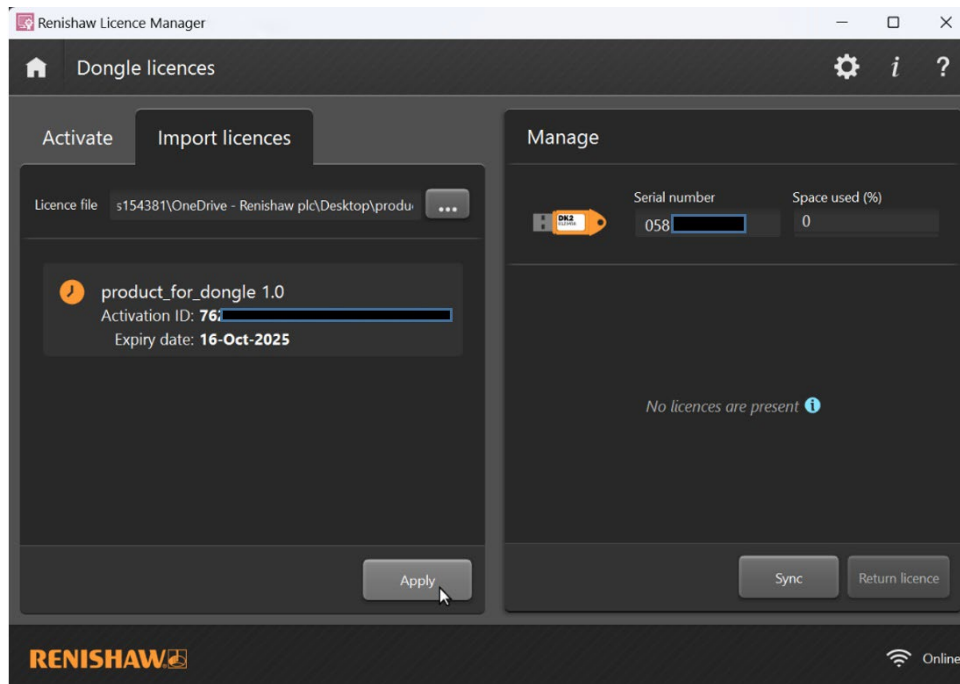 Renishaw Licence Manager
Dongle licences
i ?
Activate
Import licences
Licence file s154381\OneDrive - Renishaw plc\Desktop\produ
...
product_for_dongle 1.0
Activation ID: 762
Expiry date: 16-Oct-2025
Apply
Manage
Serial number Space used (%)
DK2
058 0
No licences are present i
Sync Return licence
RENISHAW
Online